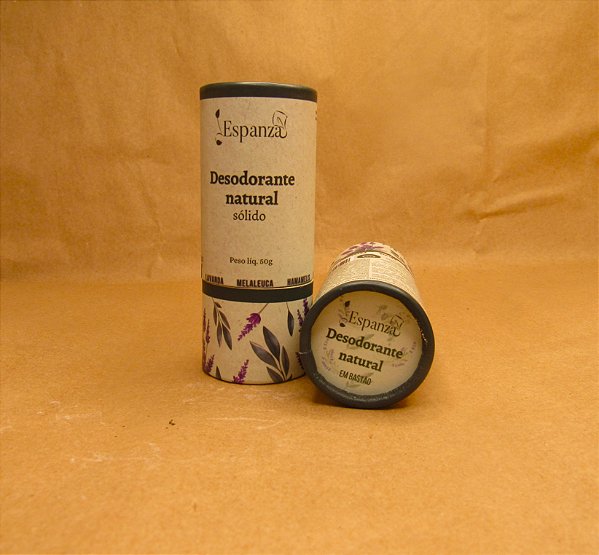 Espanza
Desodorante
natural
sólido
Peso líq. 60g
LAVANDA MELALEUCA HAMAMELIS
Espanza
Desodorante
natural
EM BASTÃO